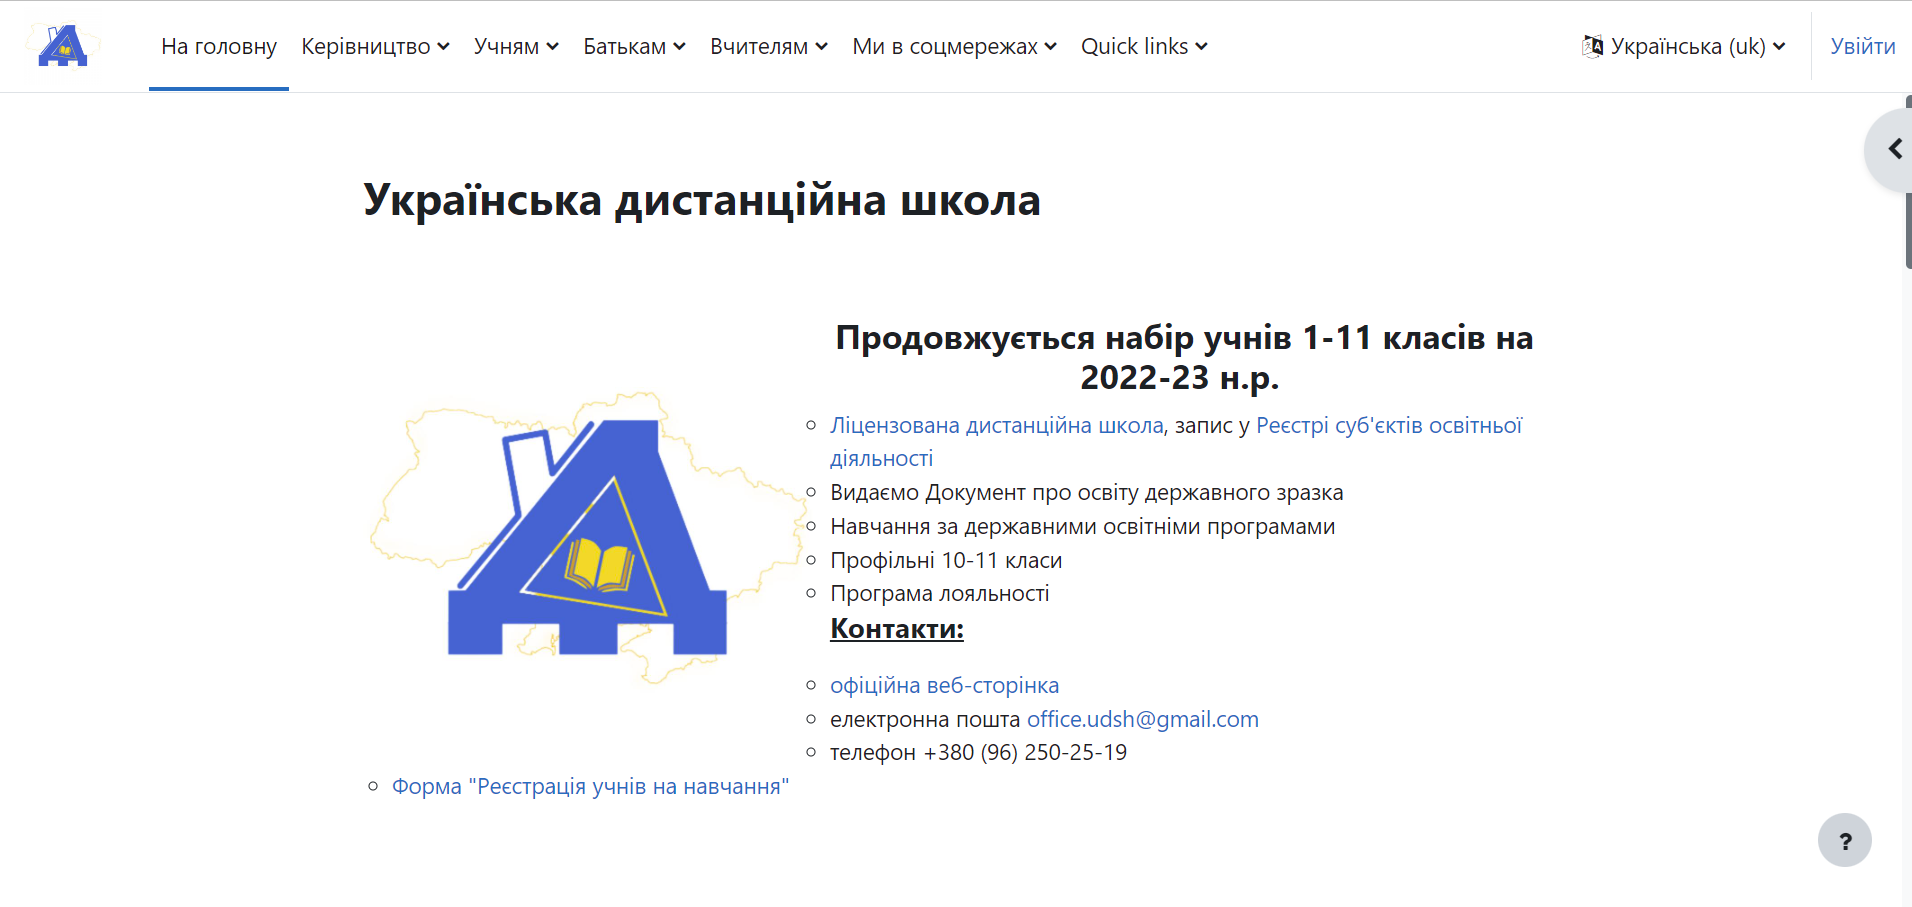 На головну Керівництво Учням Батькам Вчителям Ми в соцмережах Quick links Українська (uk) Увійти
Українська дистанційна школа
Продовжується набір учнів 1-11 класів на
2022-23 н.р.
Ліцензована дистанційна школа, запис у Реєстрі суб'єктів освітньої
діяльності
Видаємо Документ про освіту державного зразка
Навчання за державними освітніми програмами
Профільні 10-11 класи
Програма лояльності
Контакти:
офіційна веб-сторінка
електронна пошта office.udsh@gmail.com
телефон +380 (96) 250-25-19
Форма "Реєстрація учнів на навчання"
?